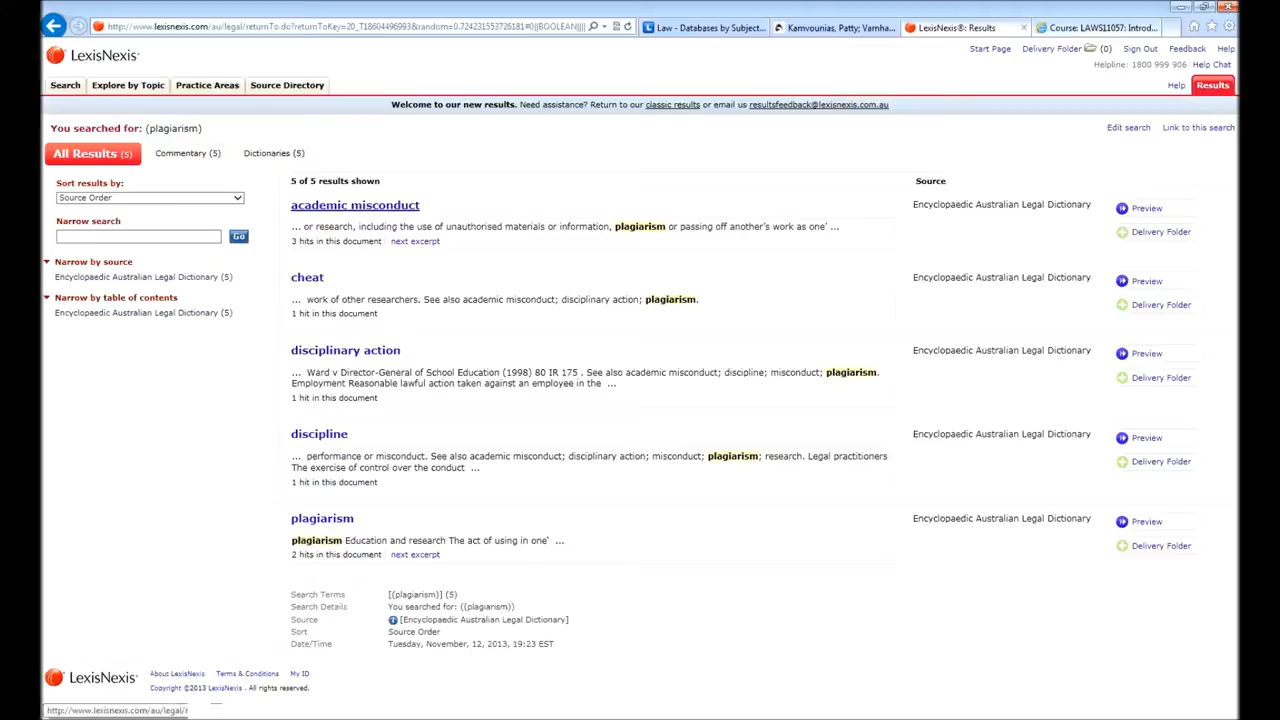 http://www.lexisnexis.com/au/legal/returnTo.do?returnToKey=20_T18604496993&random=0.724231553726181#0||BOOLEAN||||
Law - Databases by Subject...
Kamvounias, Patty; Varnha...
LexisNexis®: Results
Course: LAWS11057: Introd...
LexisNexis®
Start Page
Delivery Folder (0)
Sign Out
Feedback
Help
Helpline: 1800 999 906
Help Chat
Search
Explore by Topic
Practice Areas
Source Directory
Help
Results
Welcome to our new results. Need assistance? Return to our classic results or email us resultsfeedback@lexisnexis.com.au
You searched for: (plagiarism)
Edit search
Link to this search
All Results (5)
Commentary (5)
Dictionaries (5)
Sort results by:
Source Order
Narrow search
Go
Narrow by source
Encyclopaedic Australian Legal Dictionary (5)
Narrow by table of contents
Encyclopaedic Australian Legal Dictionary (5)
5 of 5 results shown
Source
academic misconduct
Encyclopaedic Australian Legal Dictionary
Preview
... or research, including the use of unauthorised materials or information, plagiarism or passing off another's work as one' ...
Delivery Folder
3 hits in this document
next excerpt
cheat
Encyclopaedic Australian Legal Dictionary
Preview
... work of other researchers. See also academic misconduct; disciplinary action; plagiarism.
Delivery Folder
1 hit in this document
disciplinary action
Encyclopaedic Australian Legal Dictionary
Preview
... Ward v Director-General of School Education (1998) 80 IR 175 . See also academic misconduct; discipline; misconduct; plagiarism.
Delivery Folder
Employment Reasonable lawful action taken against an employee in the ...
1 hit in this document
discipline
Encyclopaedic Australian Legal Dictionary
Preview
... performance or misconduct. See also academic misconduct; disciplinary action; misconduct; plagiarism; research. Legal practitioners
Delivery Folder
The exercise of control over the conduct ...
1 hit in this document
plagiarism
Encyclopaedic Australian Legal Dictionary
Preview
plagiarism Education and research The act of using in one` ...
Delivery Folder
2 hits in this document
next excerpt
Search Terms [(plagiarism)] (5)
Search Details You searched for: ((plagiarism))
Source [Encyclopaedic Australian Legal Dictionary]
Sort Source Order
Date/Time Tuesday, November, 12, 2013, 19:23 EST
LexisNexis®
About LexisNexis
Terms & Conditions
My ID
Copyright ©2013 LexisNexis . All rights reserved.
http://www.lexisnexis.com/au/legal/r